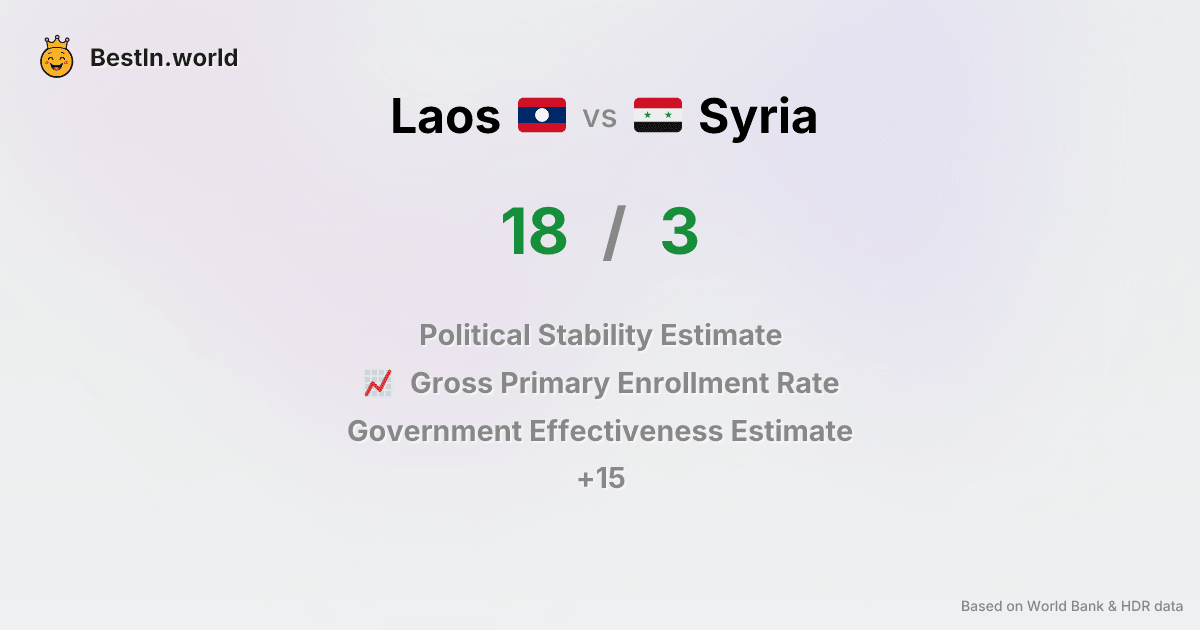 BestIn.world
Laos vs Syria
18 / 3
Political Stability Estimate
Gross Primary Enrollment Rate
Government Effectiveness Estimate
+15
Based on World Bank & HDR data